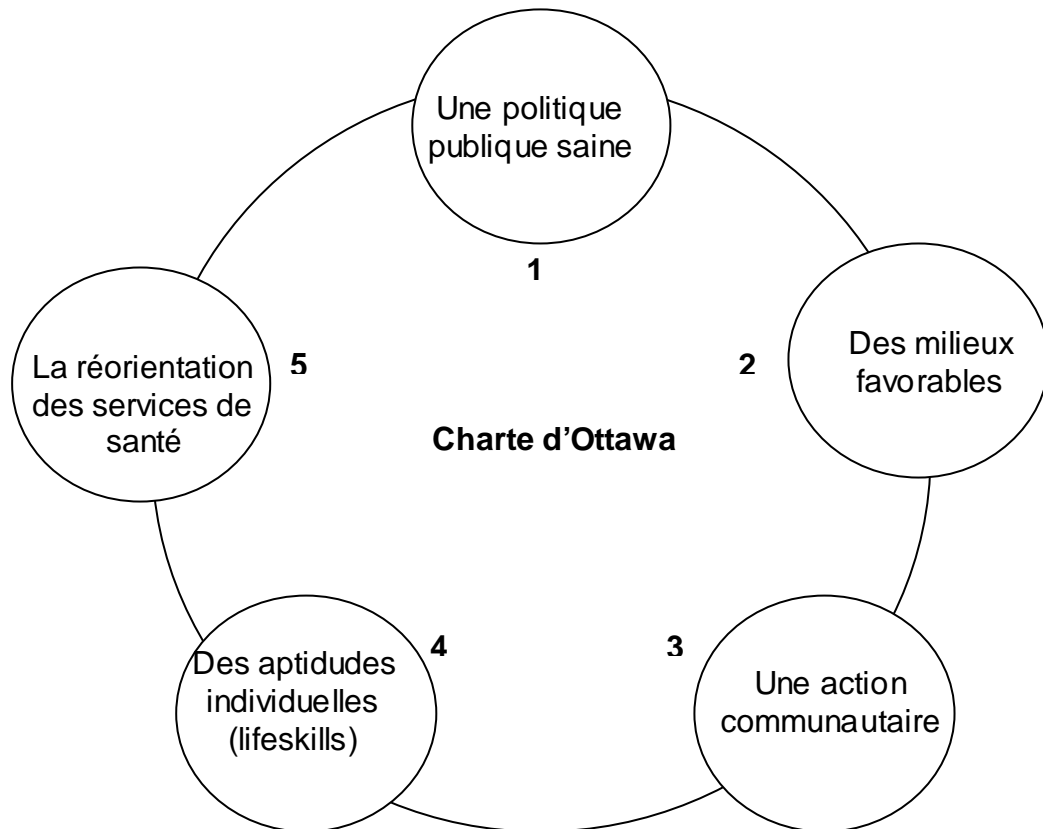 Une politique
publique saine
1
Des milieux
favorables
2
Une action
communautaire
3
Des aptidudes
individuelles
(lifeskills)
4
La réorientation
des services de
santé
5
Charte d’Ottawa